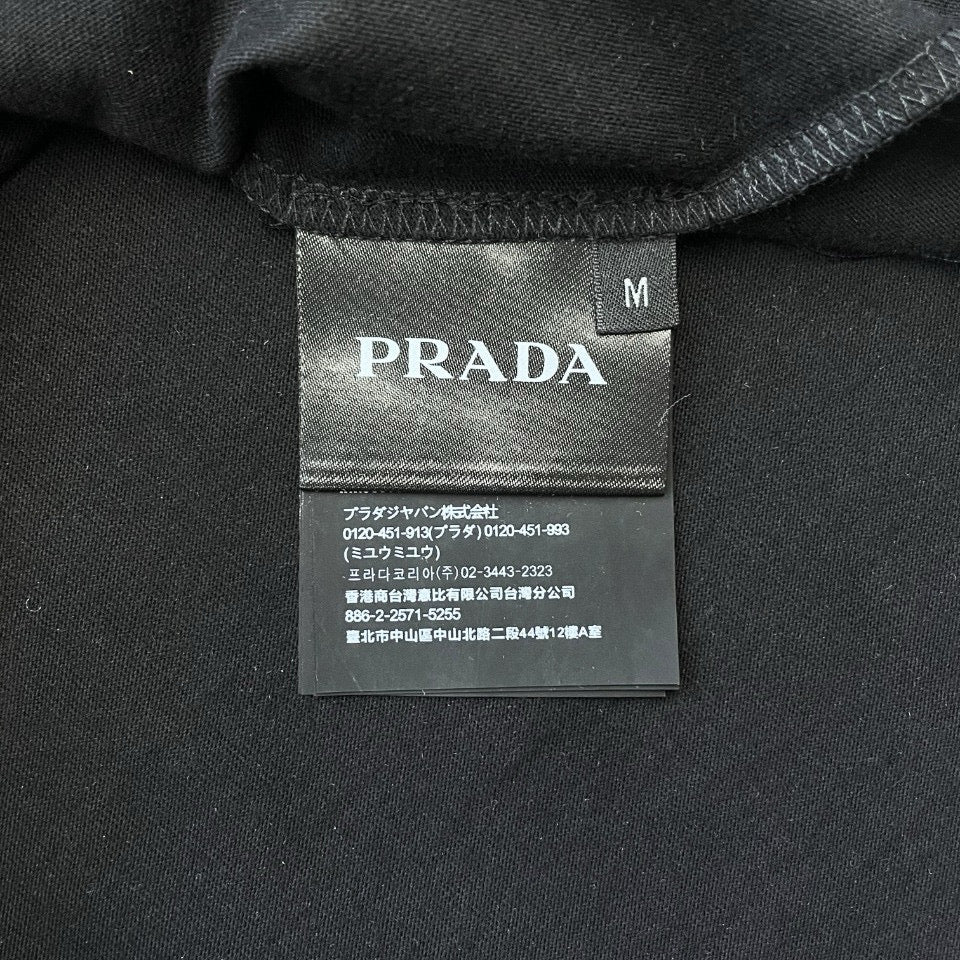 M
PRADA
プラダジヤパン株式会社
0120-451-913(プラダ) 0120-451-993
(ミユウミユウ)
프라다코리아(주)02-3443-2323
香港商台灣意比有限公司台灣分公司
886-2-2571-5255
臺北市中山區中山北路二段44號12樓A室